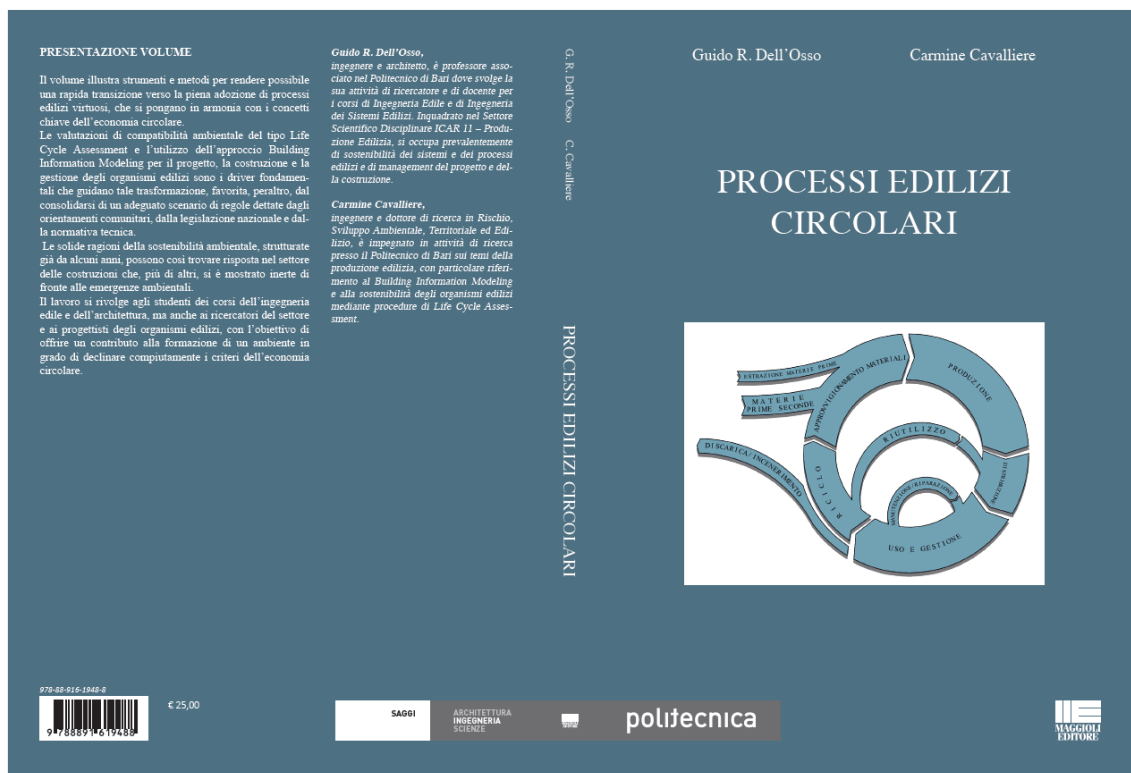 PRESENTAZIONE VOLUME
Il volume illustra strumenti e metodi per rendere possibile
una rapida transizione verso la piena adozione di processi
edilizi virtuosi, che si pongano in armonia con i concetti
chiave dell'economia circolare.
Le valutazioni di compatibilità ambientale del tipo Life
Cycle Assessment e l'utilizzo dell'approccio Building
Information Modeling per il progetto, la costruzione e la
gestione degli organismi edilizi sono i driver fondamen-
tali che guidano tale trasformazione, favorita, peraltro, dal
consolidarsi di un adeguato scenario di regole dettate dagli
orientamenti comunitari, dalla legislazione nazionale e dal-
la normativa tecnica.
Le solide ragioni della sostenibilità ambientale, strutturate
già da alcuni anni, possono così trovare risposta nel settore
delle costruzioni che, più di altri, si è mostrato inerte di
fronte alle emergenze ambientali.
Il lavoro si rivolge agli studenti dei corsi dell'ingegneria
edile e dell'architettura, ma anche ai ricercatori del settore
e ai progettisti degli organismi edilizi, con l'obiettivo di
offrire un contributo alla formazione di un ambiente in
grado di declinare compiutamente i criteri dell'economia
circolare.
978-88-916-1948-8
9 788891 619488
€ 25,00
Guido R. Dell'Osso,
ingegnere e architetto, è professore asso-
ciato nel Politecnico di Bari dove svolge la
sua attività di ricercatore e di docente per
i corsi di Ingegneria Edile e di Ingegneria
dei Sistemi Edilizi. Inquadrato nel Settore
Scientifico Disciplinare ICAR 11 – Produ-
zione Edilizia, si occupa prevalentemente
di sostenibilità dei sistemi e dei processi
edilizi e di management del progetto e del-
la costruzione.
Carmine Cavalliere,
ingegnere e dottore di ricerca in Rischio,
Sviluppo Ambientale, Territoriale ed Edi-
lizio, è impegnato in attività di ricerca
presso il Politecnico di Bari sui temi della
produzione edilizia, con particolare riferi-
mento al Building Information Modeling
e alla sostenibilità degli organismi edilizi
mediante procedure di Life Cycle Asses-
sment.
G. R. Dell'Osso C. Cavalliere
PROCESSI EDILIZI CIRCOLARI
Guido R. Dell'Osso Carmine Cavalliere
PROCESSI EDILIZI
CIRCOLARI
ESTRAZIONE MATERIE PRIME
MATERIE
PRIME SECONDE
APPROVVIGIONAMENTO MATERIALI
PRODUZIONE
DISTRIBUZIONE
DISCARICA/INCENERIMENTO
RICICLO
RIUTILIZZO
MANUTENZIONE/RIPARAZIONE
USO E GESTIONE
SAGGI
ARCHITETTURA
INGEGNERIA
SCIENZE
politecnica
MAGGIOLI
EDITORE